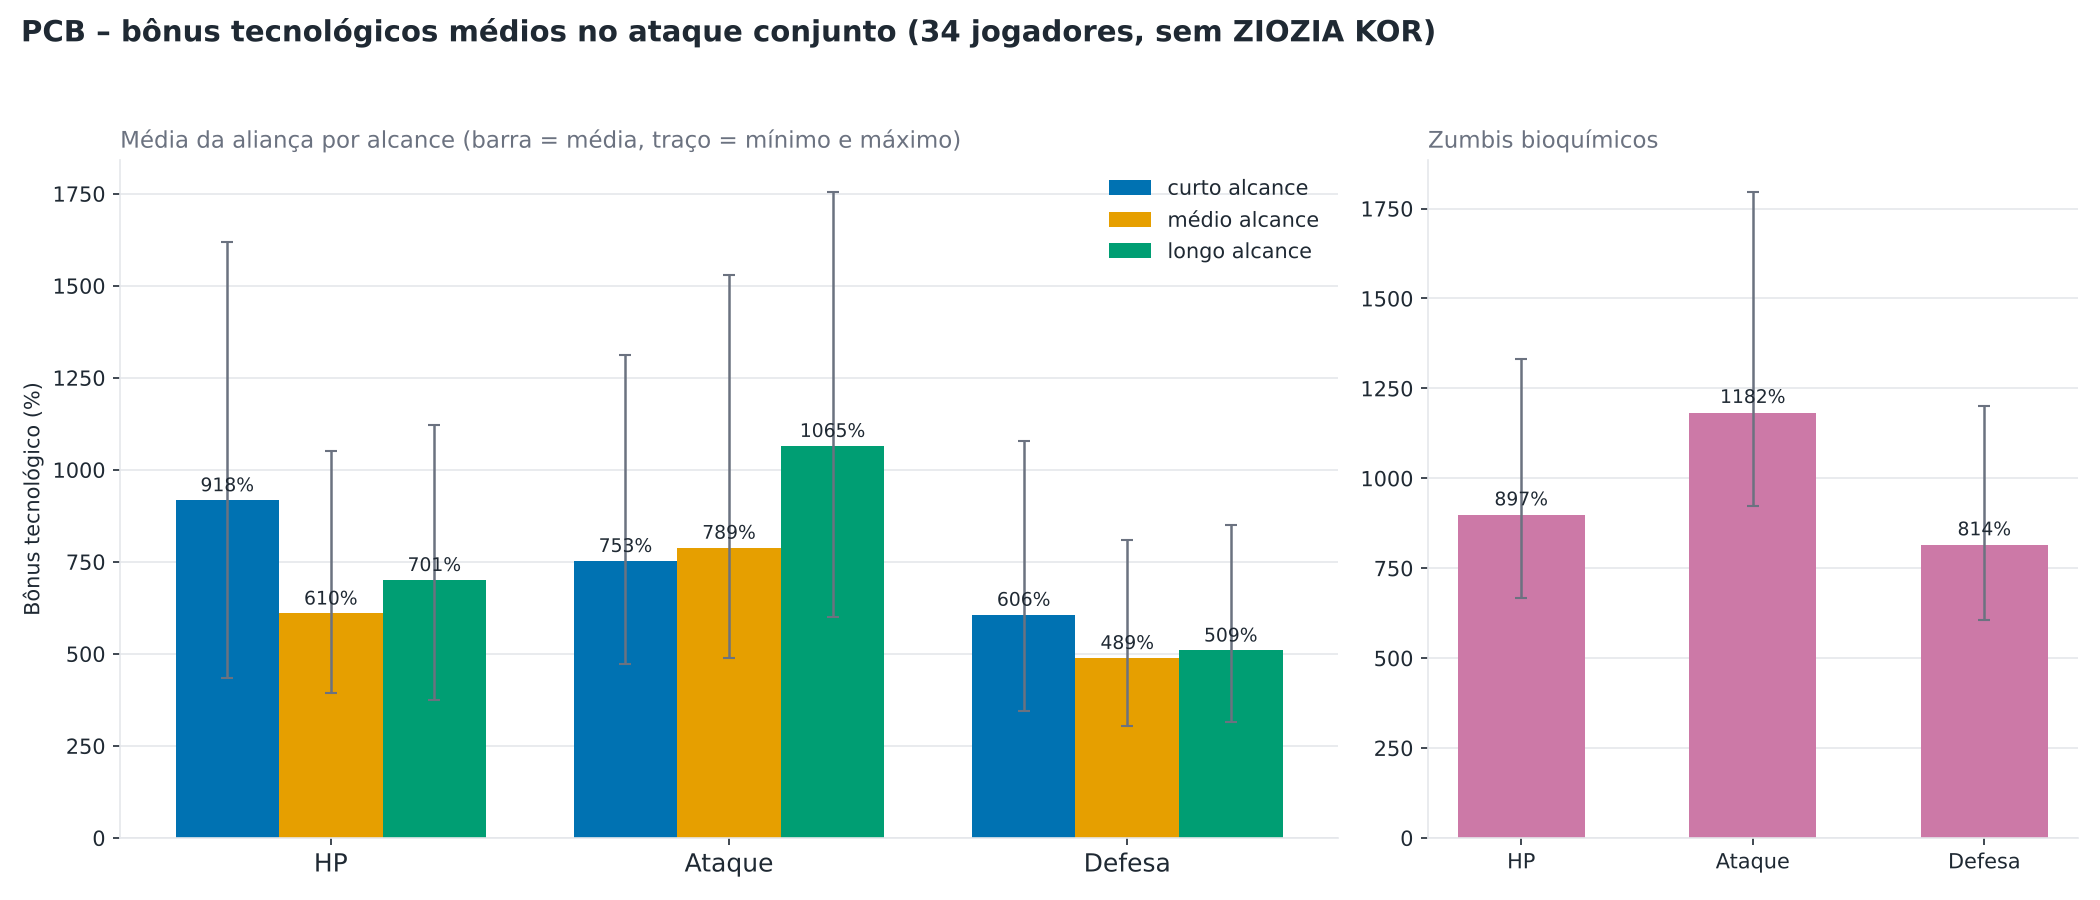 PCB – bônus tecnológicos médios no ataque conjunto (34 jogadores, sem ZIOZIA KOR)
Média da aliança por alcance (barra = média, traço = mínimo e máximo)
Bônus tecnológico (%)
1750
1500
1250
1000
750
500
250
0
curto alcance
médio alcance
longo alcance
918%
610%
701%
753%
789%
1065%
606%
489%
509%
HP
Ataque
Defesa
Zumbis bioquímicos
1750
1500
1250
1000
750
500
250
0
897%
1182%
814%
HP
Ataque
Defesa